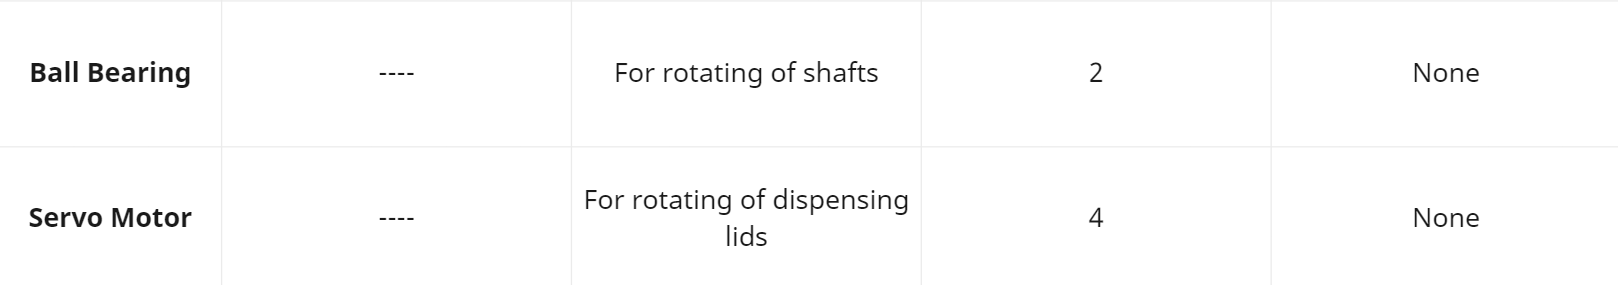 Ball Bearing ---- For rotating of shafts 2 None
Servo Motor ---- For rotating of dispensing lids 4 None